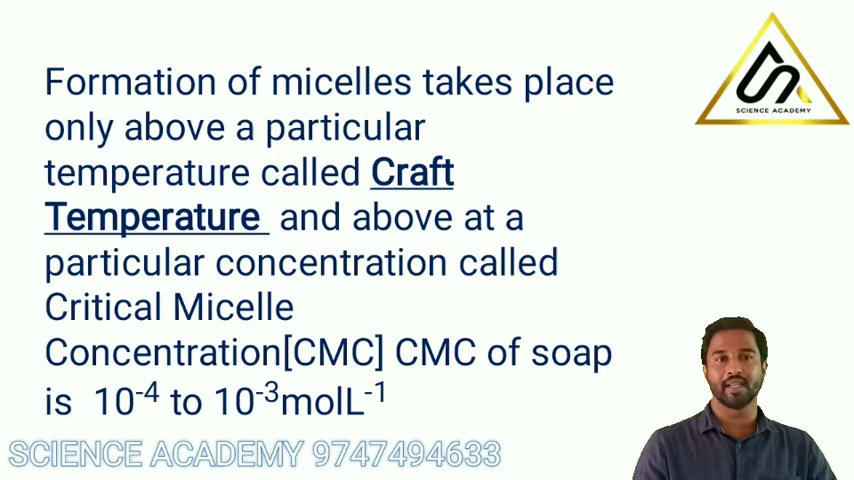 Formation of micelles takes place
only above a particular
temperature called Craft
Temperature and above at a
particular concentration called
Critical Micelle
Concentration[CMC] CMC of soap
is 10⁻⁴ to 10⁻³molL⁻¹
SCIENCE ACADEMY
SCIENCE ACADEMY 9747494633